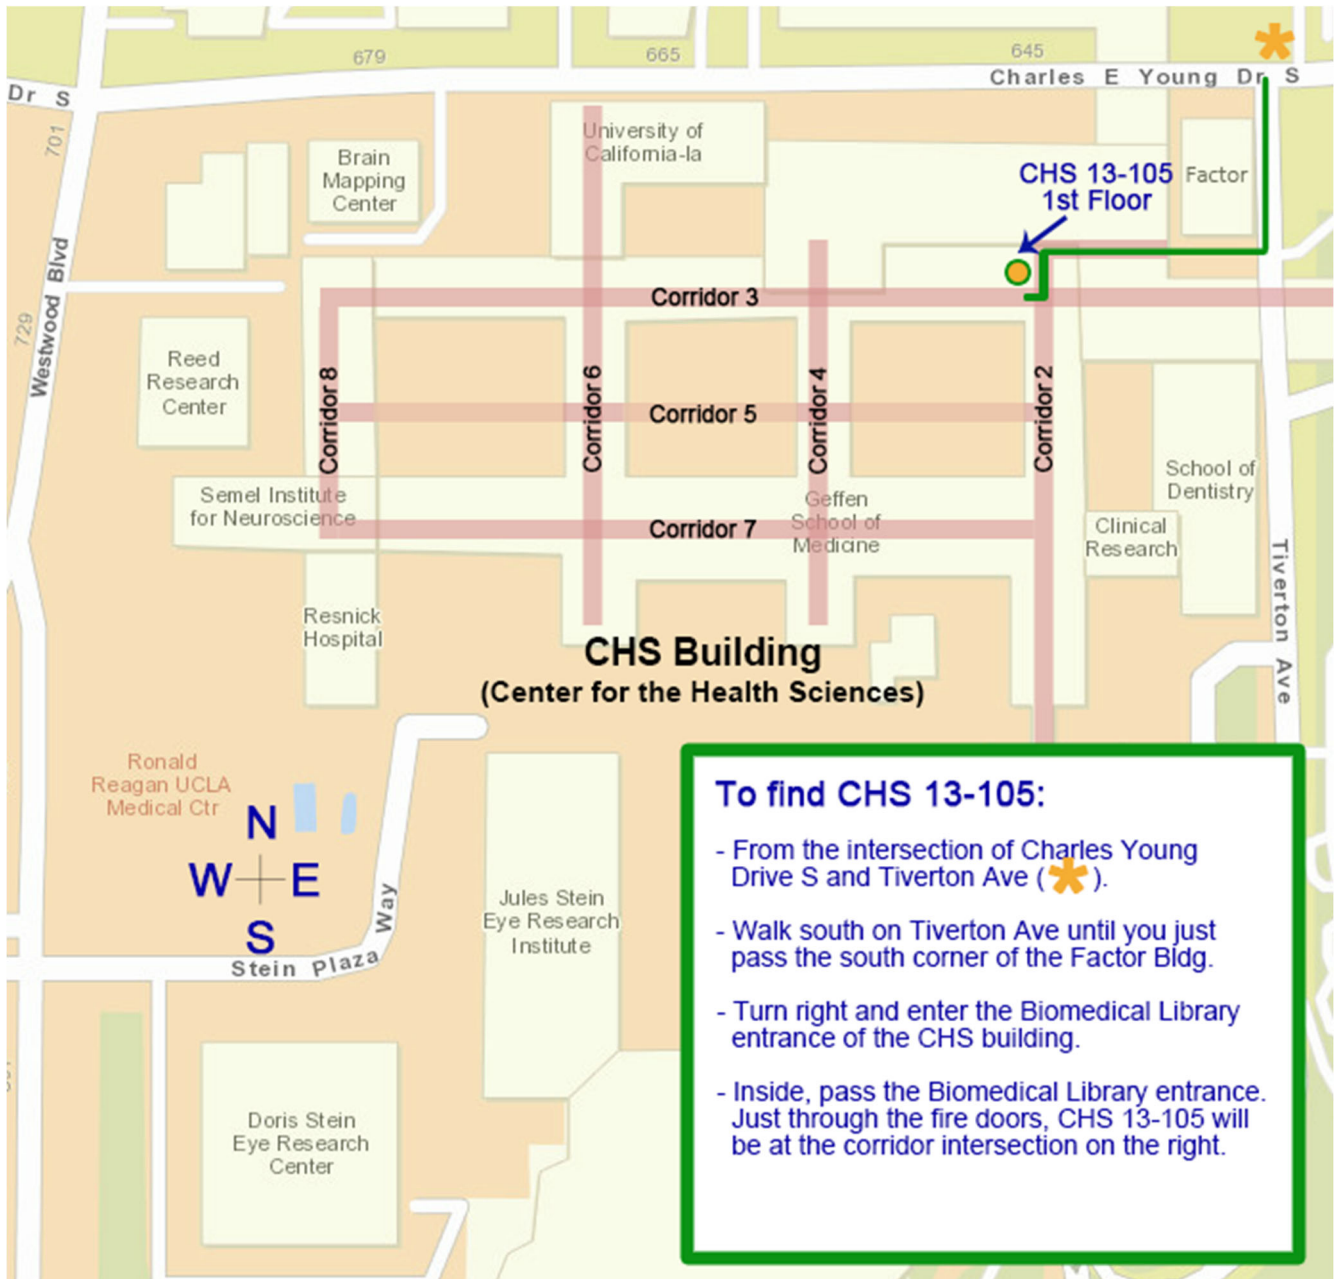 679
665
645
Charles E Young Dr S
Dr S
701
University of
California-la
Brain
Mapping
Center
CHS 13-105
1st Floor
Factor
Westwood Blvd
729
Corridor 3
Reed
Research
Center
Corridor 8
Corridor 6
Corridor 4
Corridor 2
Corridor 5
School of
Dentistry
Semel Institute
for Neuroscience
Geffen
School of
Medicine
Corridor 7
Clinical
Research
Tiverton Ave
Resnick
Hospital
CHS Building
(Center for the Health Sciences)
Ronald
Reagan UCLA
Medical Ctr
N
W E
S
Stein Plaza Way
Jules Stein
Eye Research
Institute
Doris Stein
Eye Research
Center
To find CHS 13-105:
- From the intersection of Charles Young
Drive S and Tiverton Ave (*).
- Walk south on Tiverton Ave until you just
pass the south corner of the Factor Bldg.
- Turn right and enter the Biomedical Library
entrance of the CHS building.
- Inside, pass the Biomedical Library entrance.
Just through the fire doors, CHS 13-105 will
be at the corridor intersection on the right.